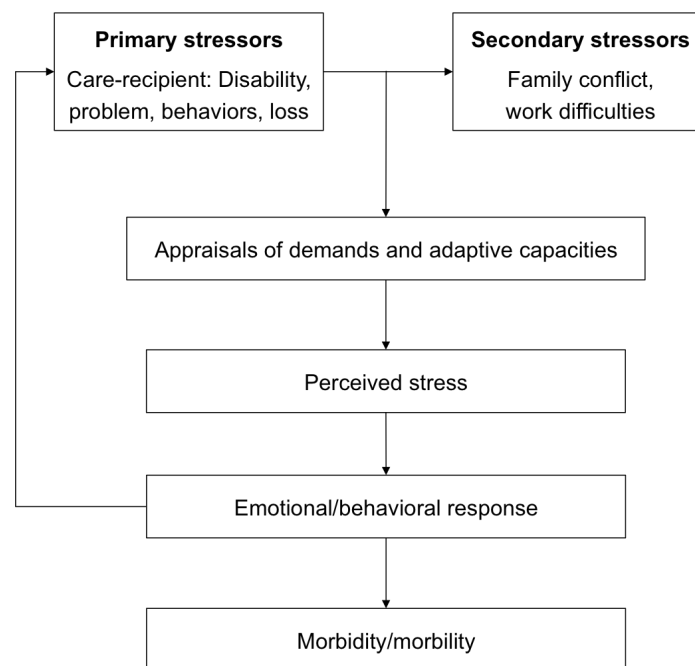 Primary stressors
Care-recipient: Disability,
problem, behaviors, loss
Secondary stressors
Family conflict,
work difficulties
Appraisals of demands and adaptive capacities
Perceived stress
Emotional/behavioral response
Morbidity/morbility